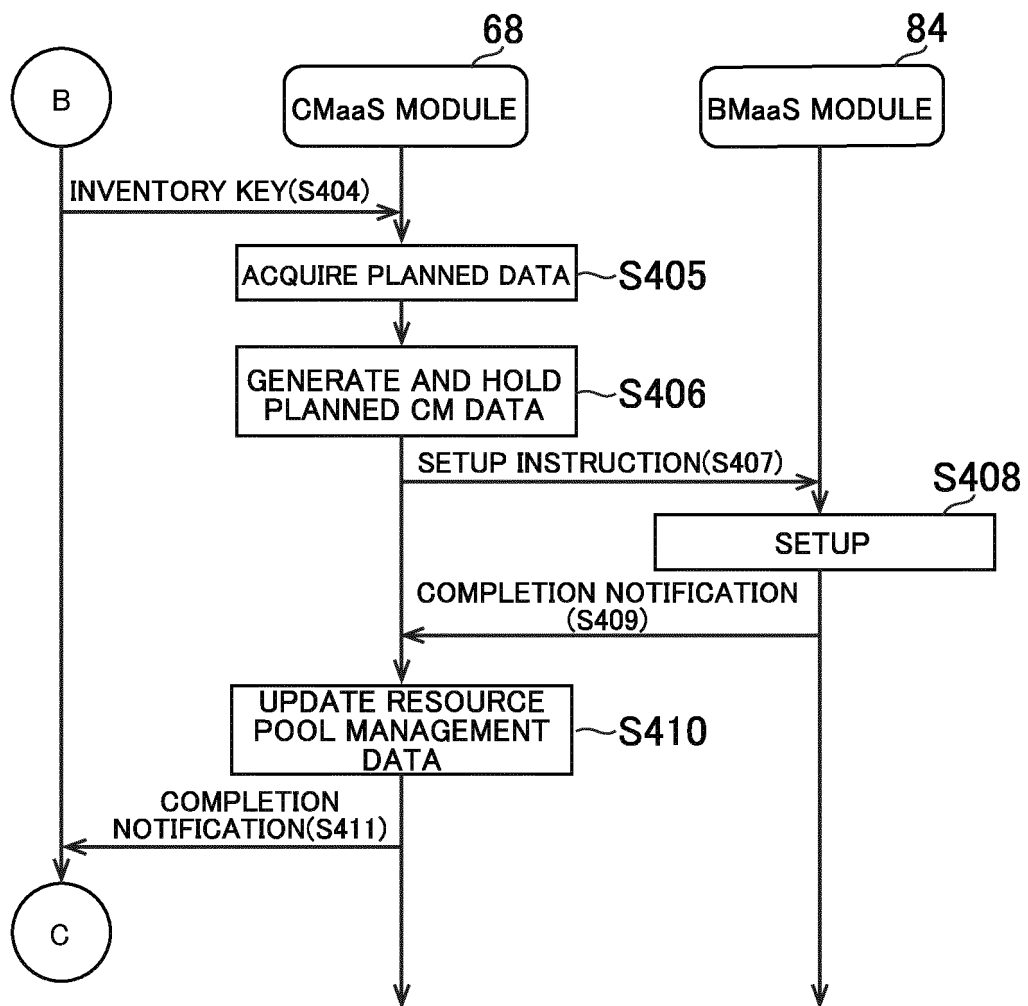 68
84
B
CMaaS MODULE
BMaaS MODULE
INVENTORY KEY(S404)
ACQUIRE PLANNED DATA
S405
GENERATE AND HOLD
PLANNED CM DATA
S406
SETUP INSTRUCTION(S407)
S408
SETUP
COMPLETION NOTIFICATION
(S409)
UPDATE RESOURCE
POOL MANAGEMENT
DATA
S410
COMPLETION
NOTIFICATION(S411)
C